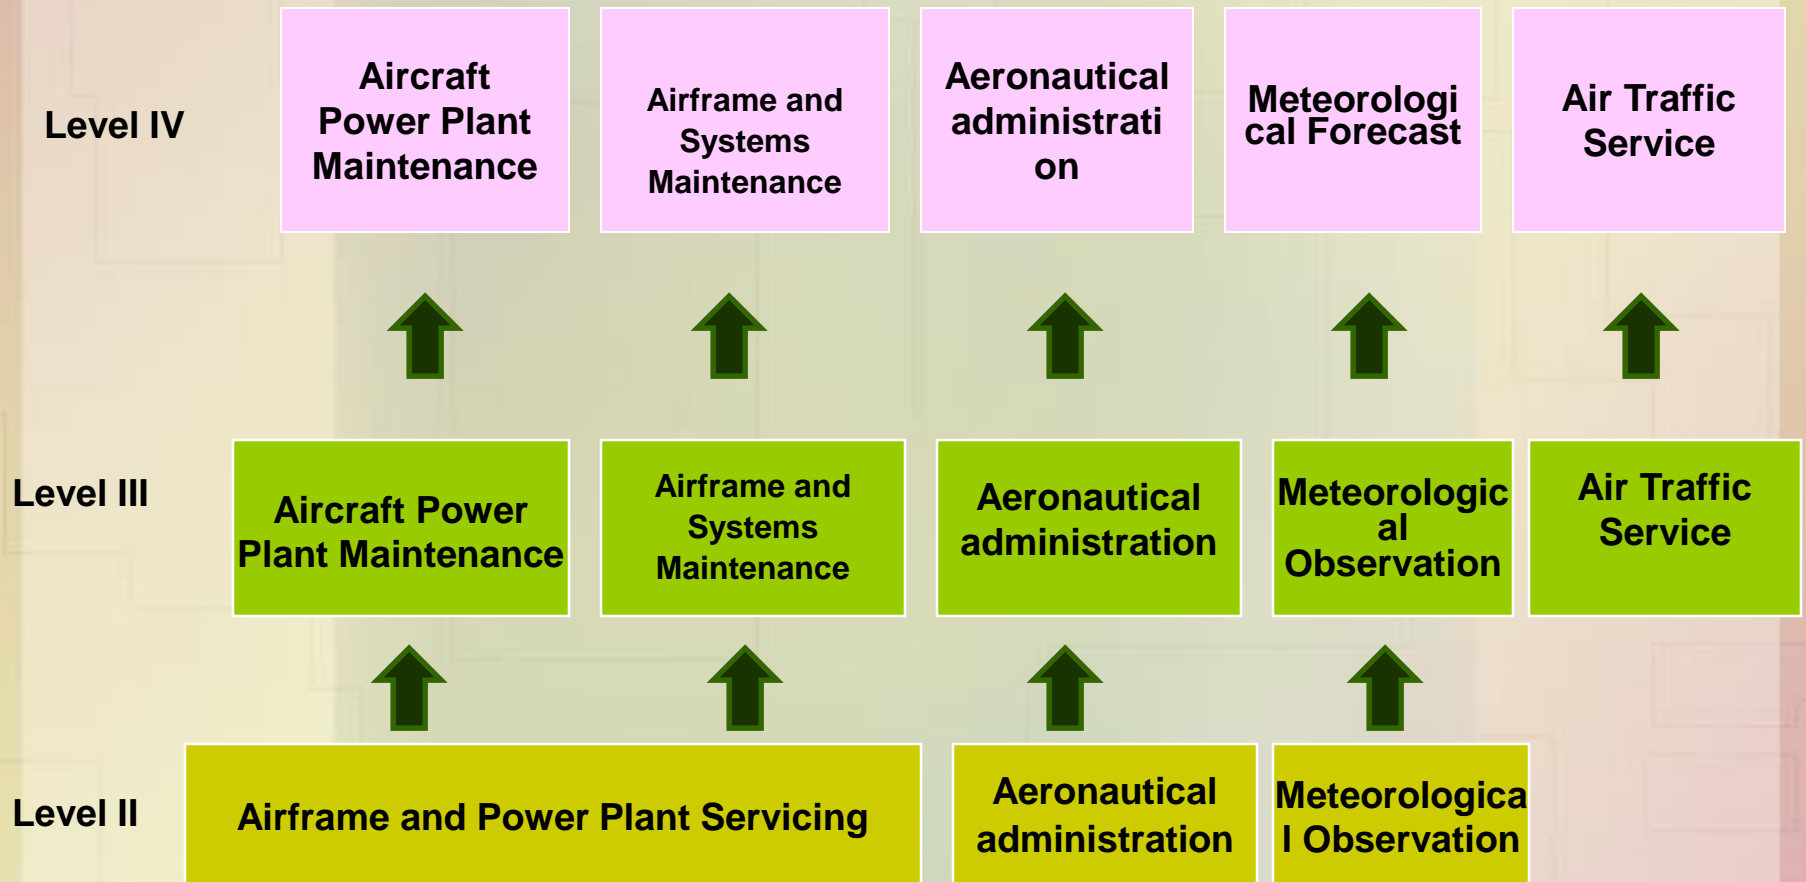 Level IV
Aircraft
Power Plant
Maintenance
Airframe and
Systems
Maintenance
Aeronautical
administrati
on
Meteorologi
cal Forecast
Air Traffic
Service
Level III
Aircraft Power
Plant Maintenance
Airframe and
Systems
Maintenance
Aeronautical
administration
Meteorologic
al
Observation
Air Traffic
Service
Level II
Airframe and Power Plant Servicing
Aeronautical
administration
Meteorologica
l Observation